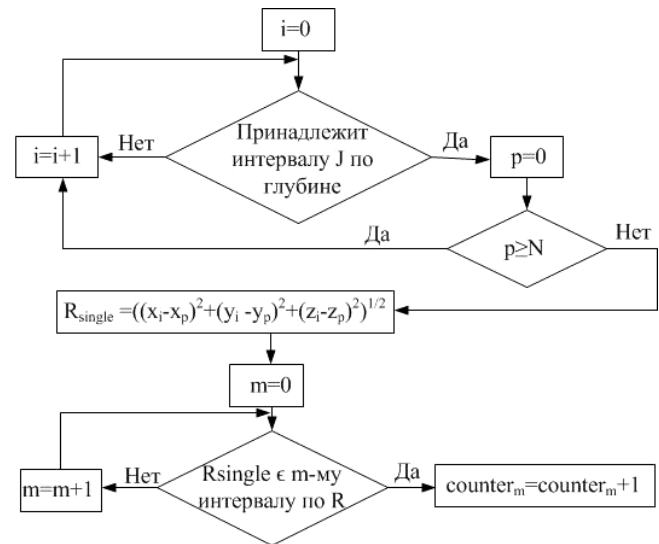 i=0
Принадлежит
интервалу J по
глубине
Нет
i=i+1
Да
p=0
p≥N
Да
Нет
R_single =((x_i-x_p)²+(y_i -y_p)²+(z_i-z_p)²)^1/2
m=0
Rsingle є m-му
интервалу по R
Нет
m=m+1
Да
counter_m=counter_m+1